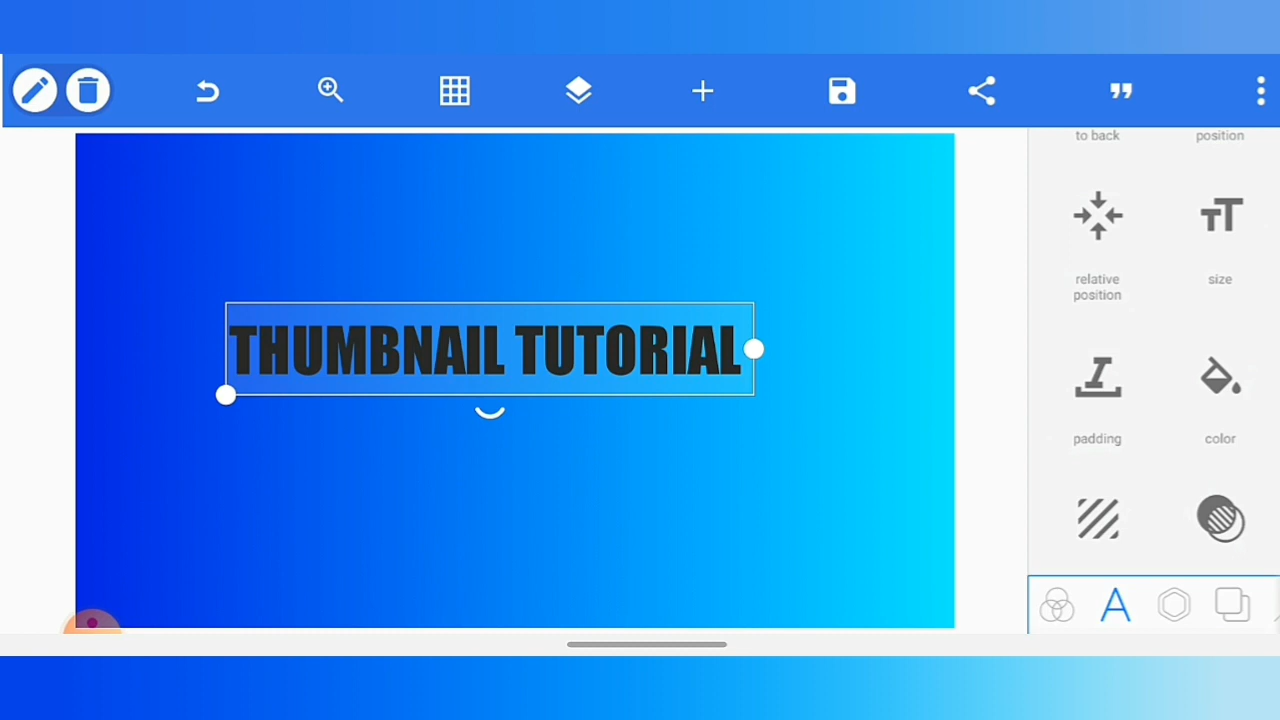 to back
position
THUMBNAIL TUTORIAL
relative
position
size
padding
color
A